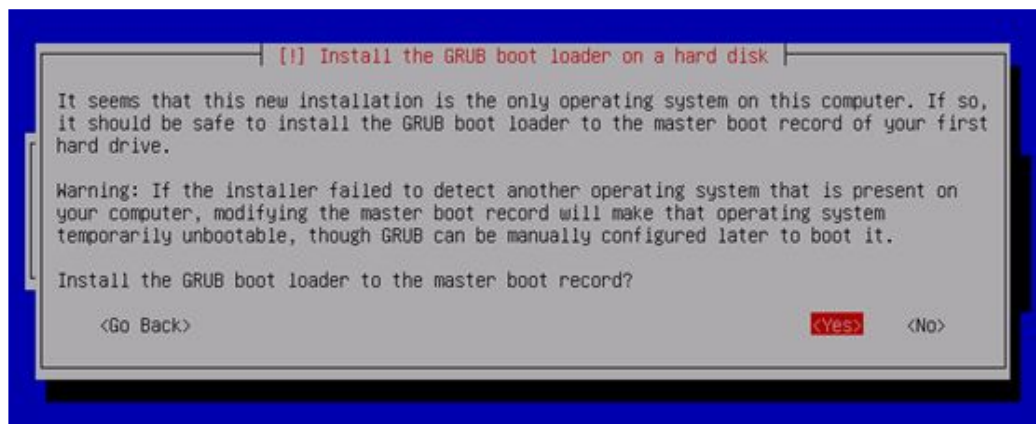 [!] Install the GRUB boot loader on a hard disk
It seems that this new installation is the only operating system on this computer. If so,
it should be safe to install the GRUB boot loader to the master boot record of your first
hard drive.
Warning: If the installer failed to detect another operating system that is present on
your computer, modifying the master boot record will make that operating system
temporarily unbootable, though GRUB can be manually configured later to boot it.
Install the GRUB boot loader to the master boot record?
<Go Back> <Yes> <No>